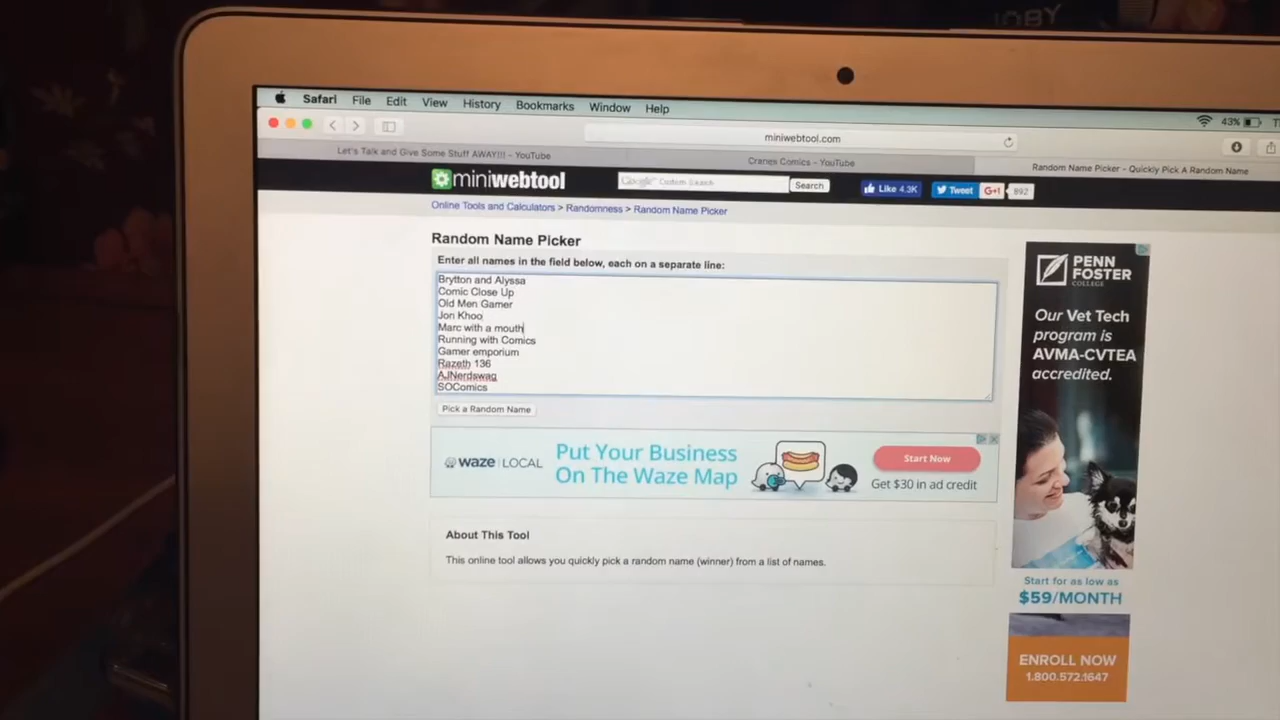 JOBY
Safari File Edit View History Bookmarks Window Help
43%
miniwebtool.com
Let's Talk and Give Some Stuff AWAY!!! - YouTube
Cranes Comics - YouTube
Random Name Picker - Quickly Pick A Random Name
miniwebtool
Google Custom Search
Search
Like 4.3K
Tweet
G+1
892
Online Tools and Calculators > Randomness > Random Name Picker
Random Name Picker
Enter all names in the field below, each on a separate line:
Brytton and Alyssa
Comic Close Up
Old Men Gamer
Jon Khoo
Marc with a mouth
Running with Comics
Gamer emporium
Razeth 136
AJNerdswag
SOComics
Pick a Random Name
waze LOCAL
Put Your Business
On The Waze Map
Start Now
Get $30 in ad credit
About This Tool
This online tool allows you quickly pick a random name (winner) from a list of names.
PENN
FOSTER
COLLEGE
Our Vet Tech
program is
AVMA-CVTEA
accredited.
Start for as low as
$59/MONTH
ENROLL NOW
1.800.572.1647